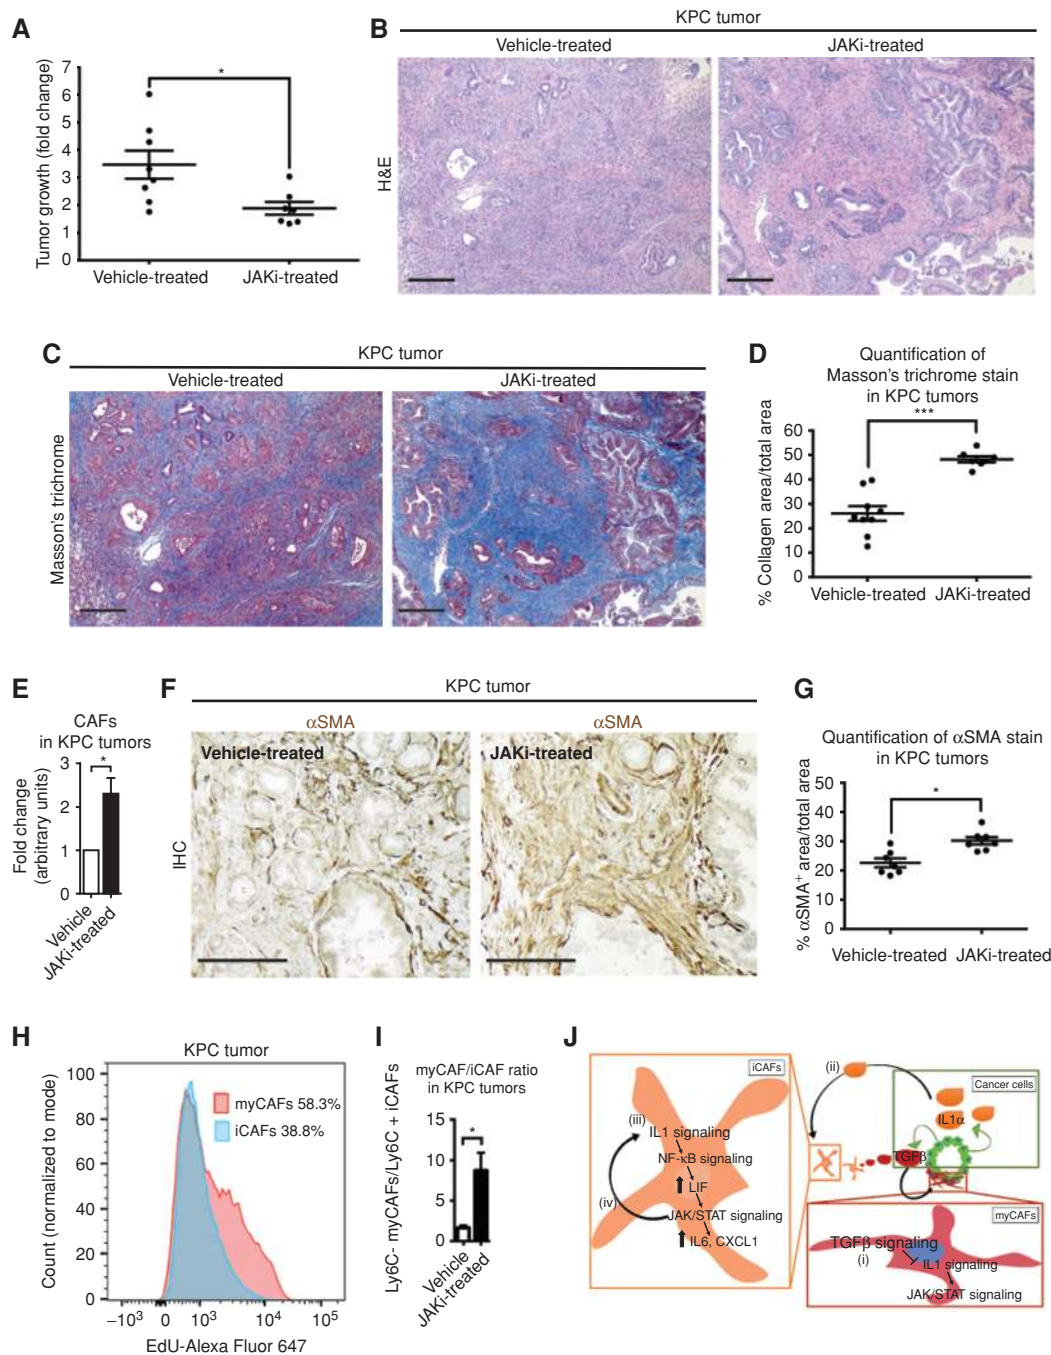 A
Tumor growth (fold change)
7
6
5
4
3
2
1
0
*
Vehicle-treated
JAKi-treated
B
KPC tumor
Vehicle-treated
JAKi-treated
H&E
C
KPC tumor
Vehicle-treated
JAKi-treated
Masson's trichrome
D
Quantification of
Masson's trichrome stain
in KPC tumors
***
% Collagen area/total area
60
50
40
30
20
10
0
Vehicle-treated
JAKi-treated
E
CAFs
in KPC tumors
*
Fold change
(arbitrary units)
3
2
1
0
Vehicle
JAKi-treated
F
KPC tumor
αSMA
αSMA
Vehicle-treated
JAKi-treated
IHC
G
Quantification of αSMA stain
in KPC tumors
*
% αSMA⁺ area/total area
50
40
30
20
10
0
Vehicle-treated
JAKi-treated
H
KPC tumor
Count (normalized to mode)
100
80
60
40
20
0
myCAFs 58.3%
iCAFs 38.8%
−10³
0
10³
10⁴
10⁵
EdU-Alexa Fluor 647
I
myCAF/iCAF ratio
in KPC tumors
*
Ly6C- myCAFs/Ly6C + iCAFs
15
10
5
0
Vehicle
JAKi-treated
J
iCAFs
(iii)
IL1 signaling
NF-κB signaling
LIF
(iv)
JAK/STAT signaling
IL6, CXCL1
(ii)
Cancer cells
IL1α
TGFβ
myCAFs
TGFβ signaling
(i)
IL1 signaling
JAK/STAT signaling